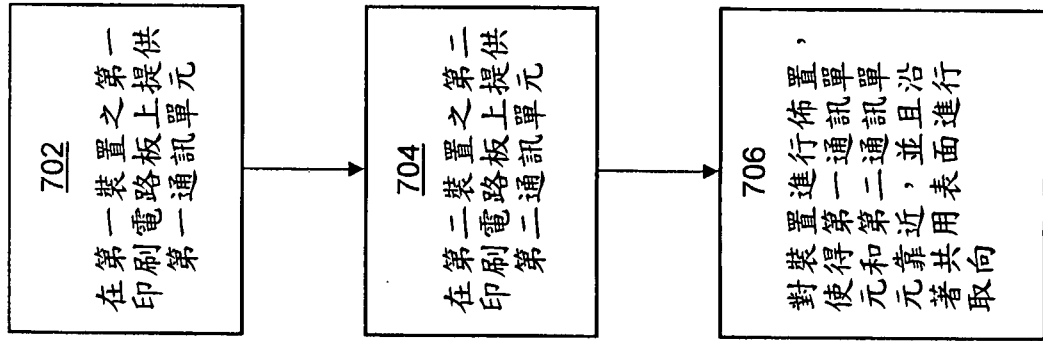 702
在第一裝置之第一
印刷電路板上提供
第一通訊單元
704
在第二裝置之第二
印刷電路板上提供
第二通訊單元
706
對裝置進行佈置，
使得第一通訊單
元和第二通訊單
元靠近，並且沿
著共用表面進行
取向